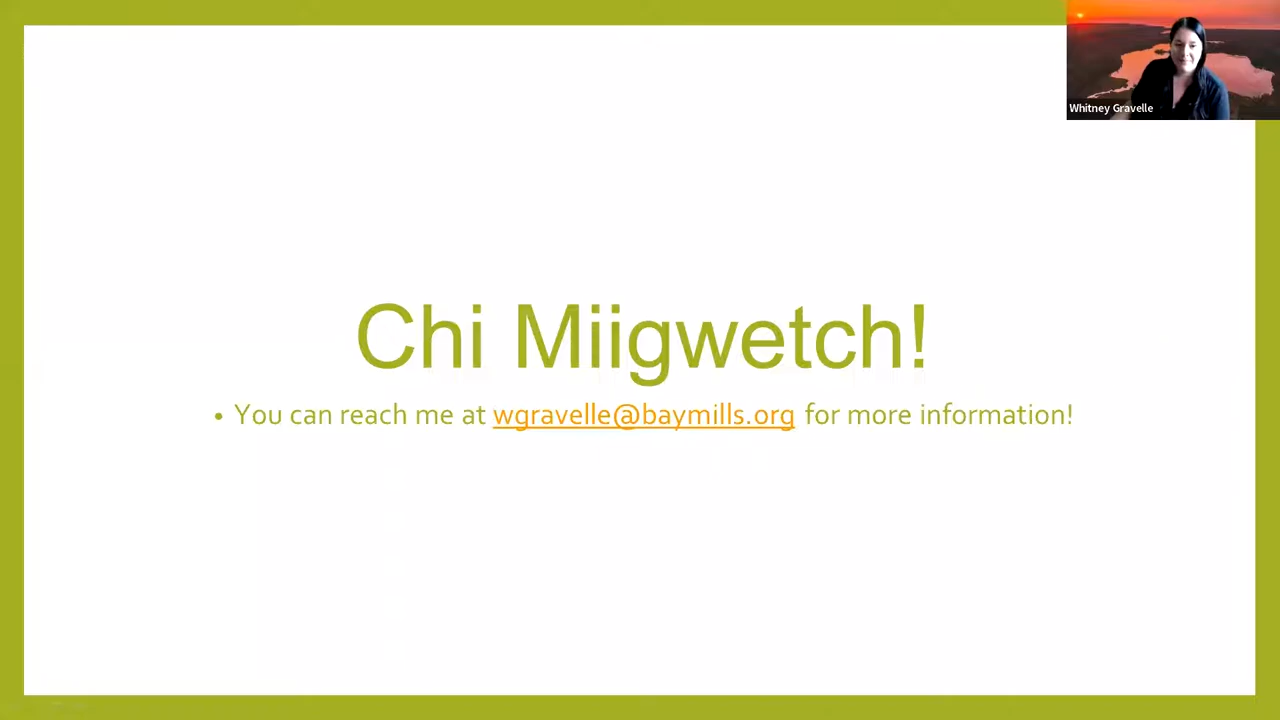 Whitney Gravelle
Chi Miigwetch!
• You can reach me at wgravelle@baymills.org for more information!